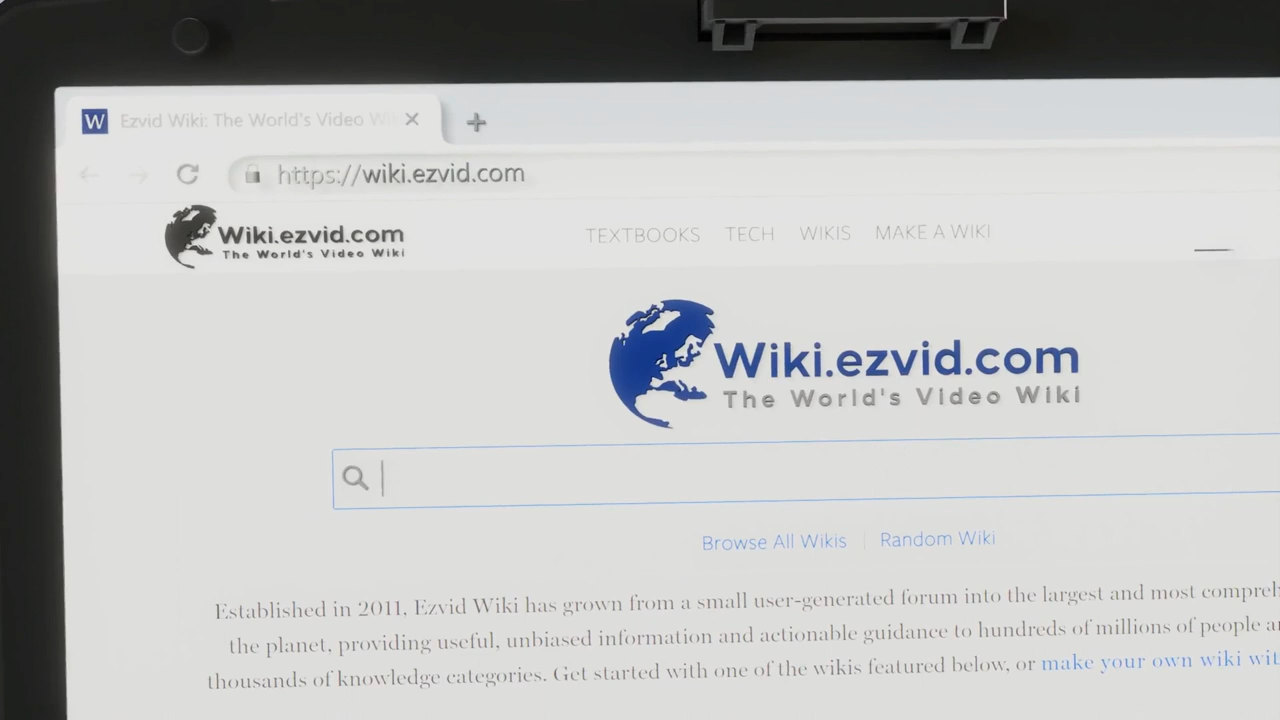 W Ezvid Wiki: The World's Video Wi
https://wiki.ezvid.com
Wiki.ezvid.com
The World's Video Wiki
TEXTBOOKS TECH WIKIS MAKE A WIKI
Wiki.ezvid.com
The World's Video Wiki
Browse All Wikis Random Wiki
Established in 2011, Ezvid Wiki has grown from a small user-generated forum into the largest and most
the planet, providing useful, unbiased information and actionable guidance to hundreds of millions of people
thousands of knowledge categories. Get started with one of the wikis featured below, or make your own wiki